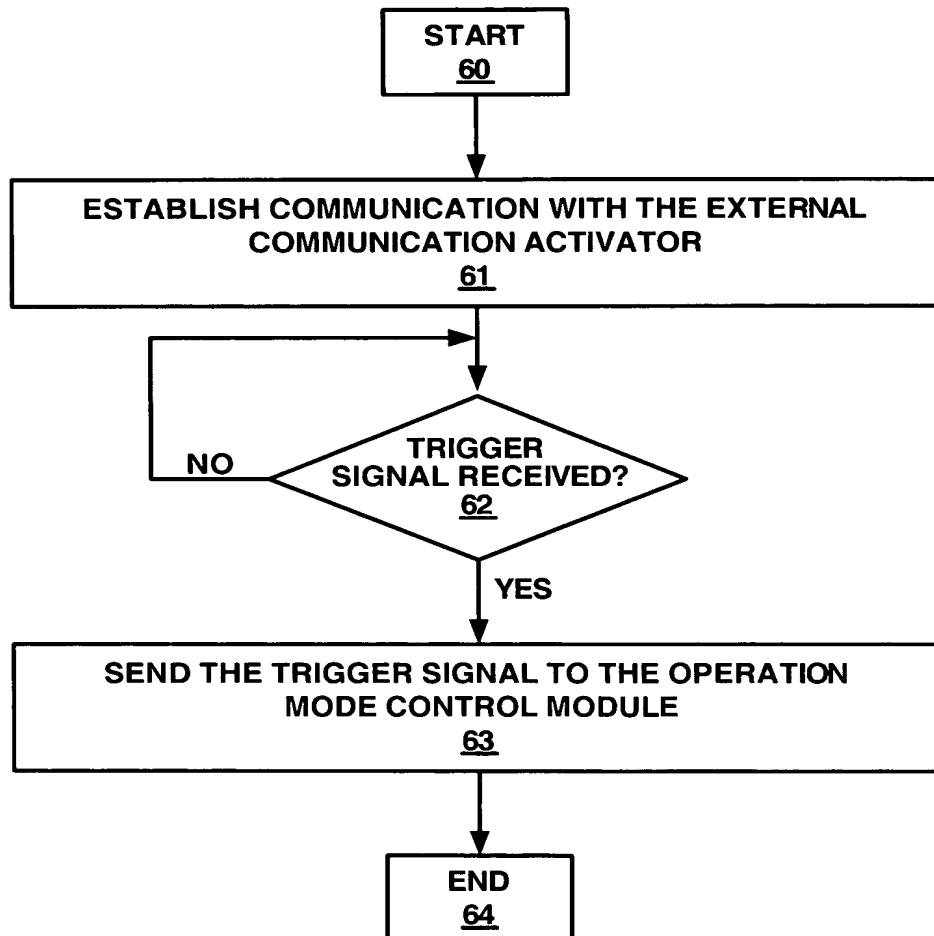 START
60
ESTABLISH COMMUNICATION WITH THE EXTERNAL
COMMUNICATION ACTIVATOR
61
TRIGGER
SIGNAL RECEIVED?
62
NO
YES
SEND THE TRIGGER SIGNAL TO THE OPERATION
MODE CONTROL MODULE
63
END
64